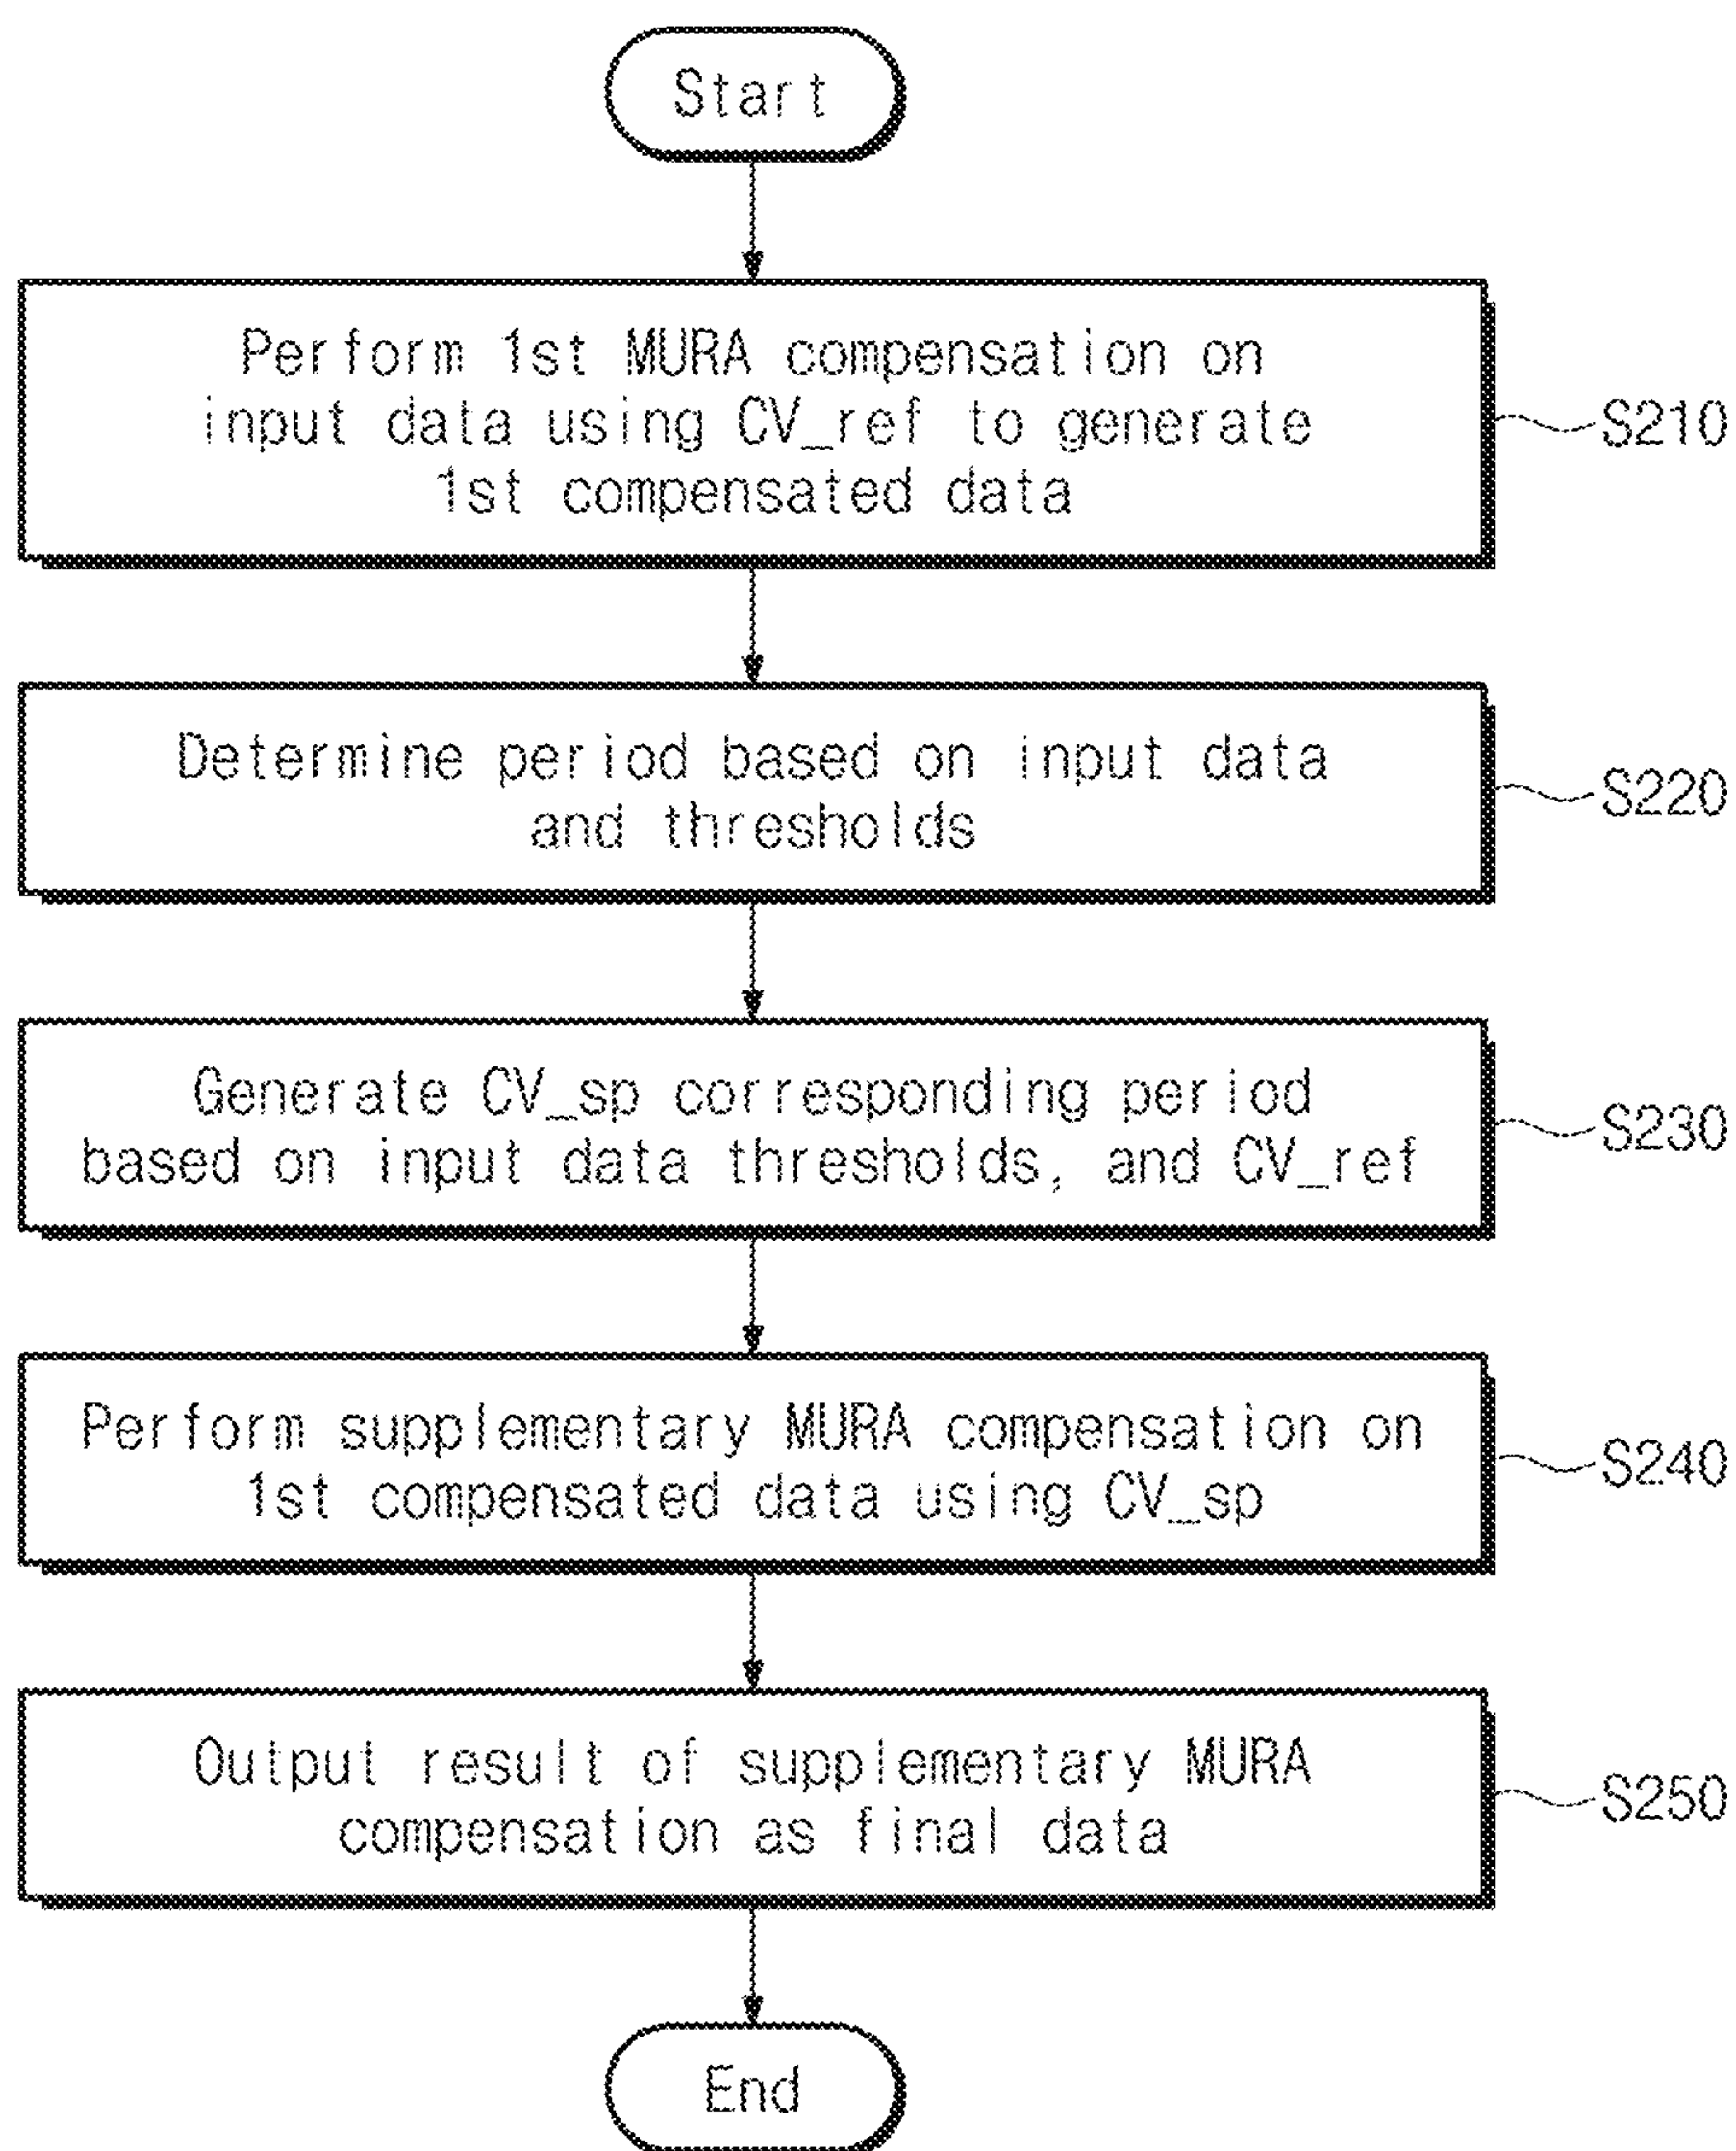 Start
Perform 1st MURA compensation on
input data using CV_ref to generate
1st compensated data
S210
Determine period based on input data
and thresholds
S220
Generate CV_sp corresponding period
based on input data thresholds, and CV_ref
S230
Perform supplementary MURA compensation on
1st compensated data using CV_sp
S240
Output result of supplementary MURA
compensation as final data
S250
End